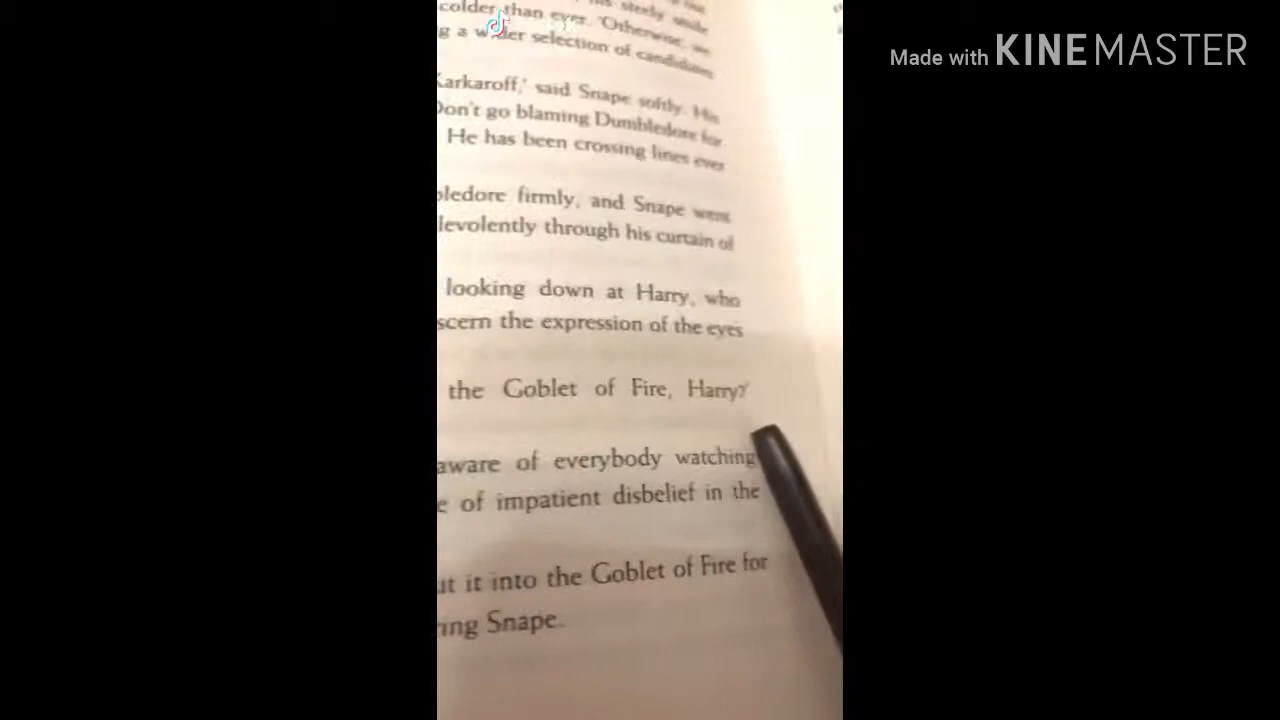 colder than ever. 'Otherwise, we
g a wider selection of candidates
Karkaroff,' said Snape softly. His
Don't go blaming Dumbledore for
He has been crossing lines ever
bledore firmly, and Snape went
levolently through his curtain of
looking down at Harry, who
scern the expression of the eyes
the Goblet of Fire, Harry?'
aware of everybody watching
e of impatient disbelief in the
ut it into the Goblet of Fire for
ring Snape.
Made with KINEMASTER